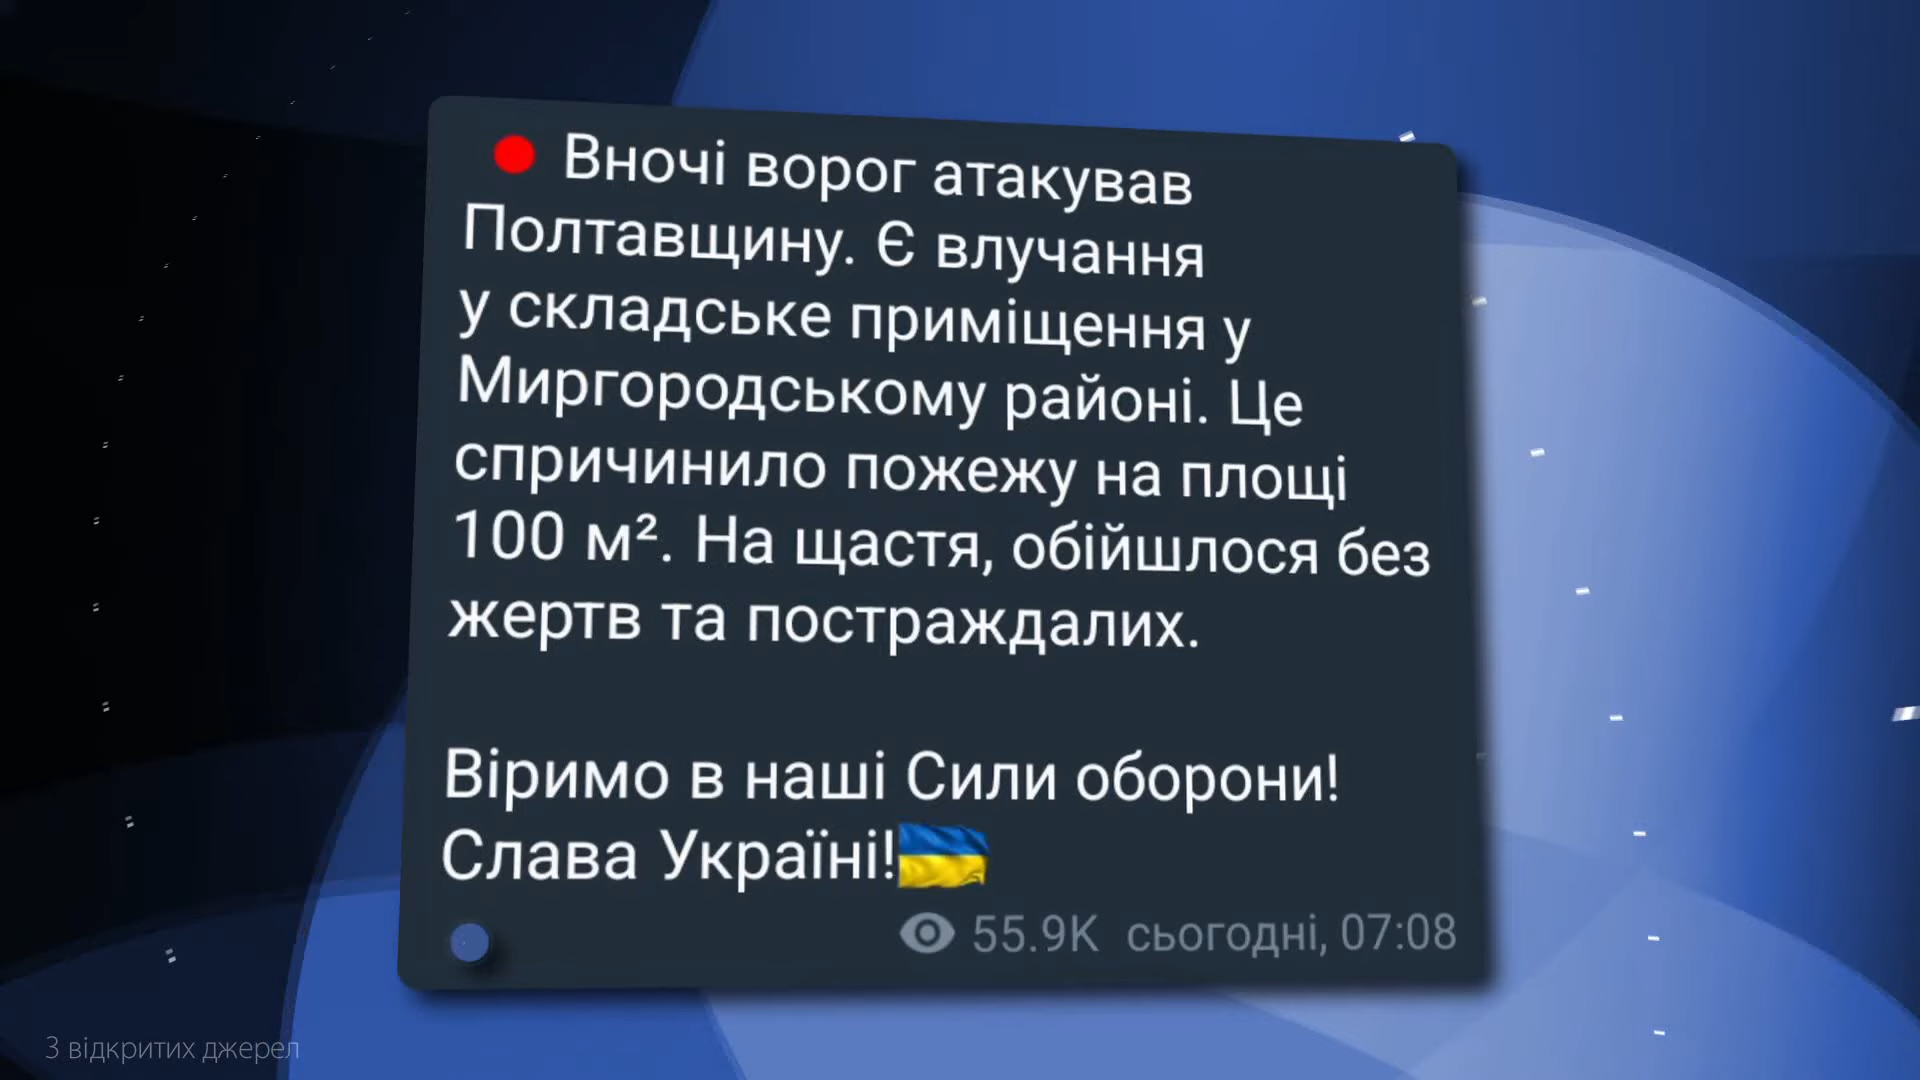 🔴 Вночі ворог атакував
Полтавщину. Є влучання
у складське приміщення у
Миргородському районі. Це
спричинило пожежу на площі
100 м². На щастя, обійшлося без
жертв та постраждалих.
Віримо в наші Сили оборони!
Слава Україні!🇺🇦
55.9K сьогодні, 07:08
З відкритих джерел